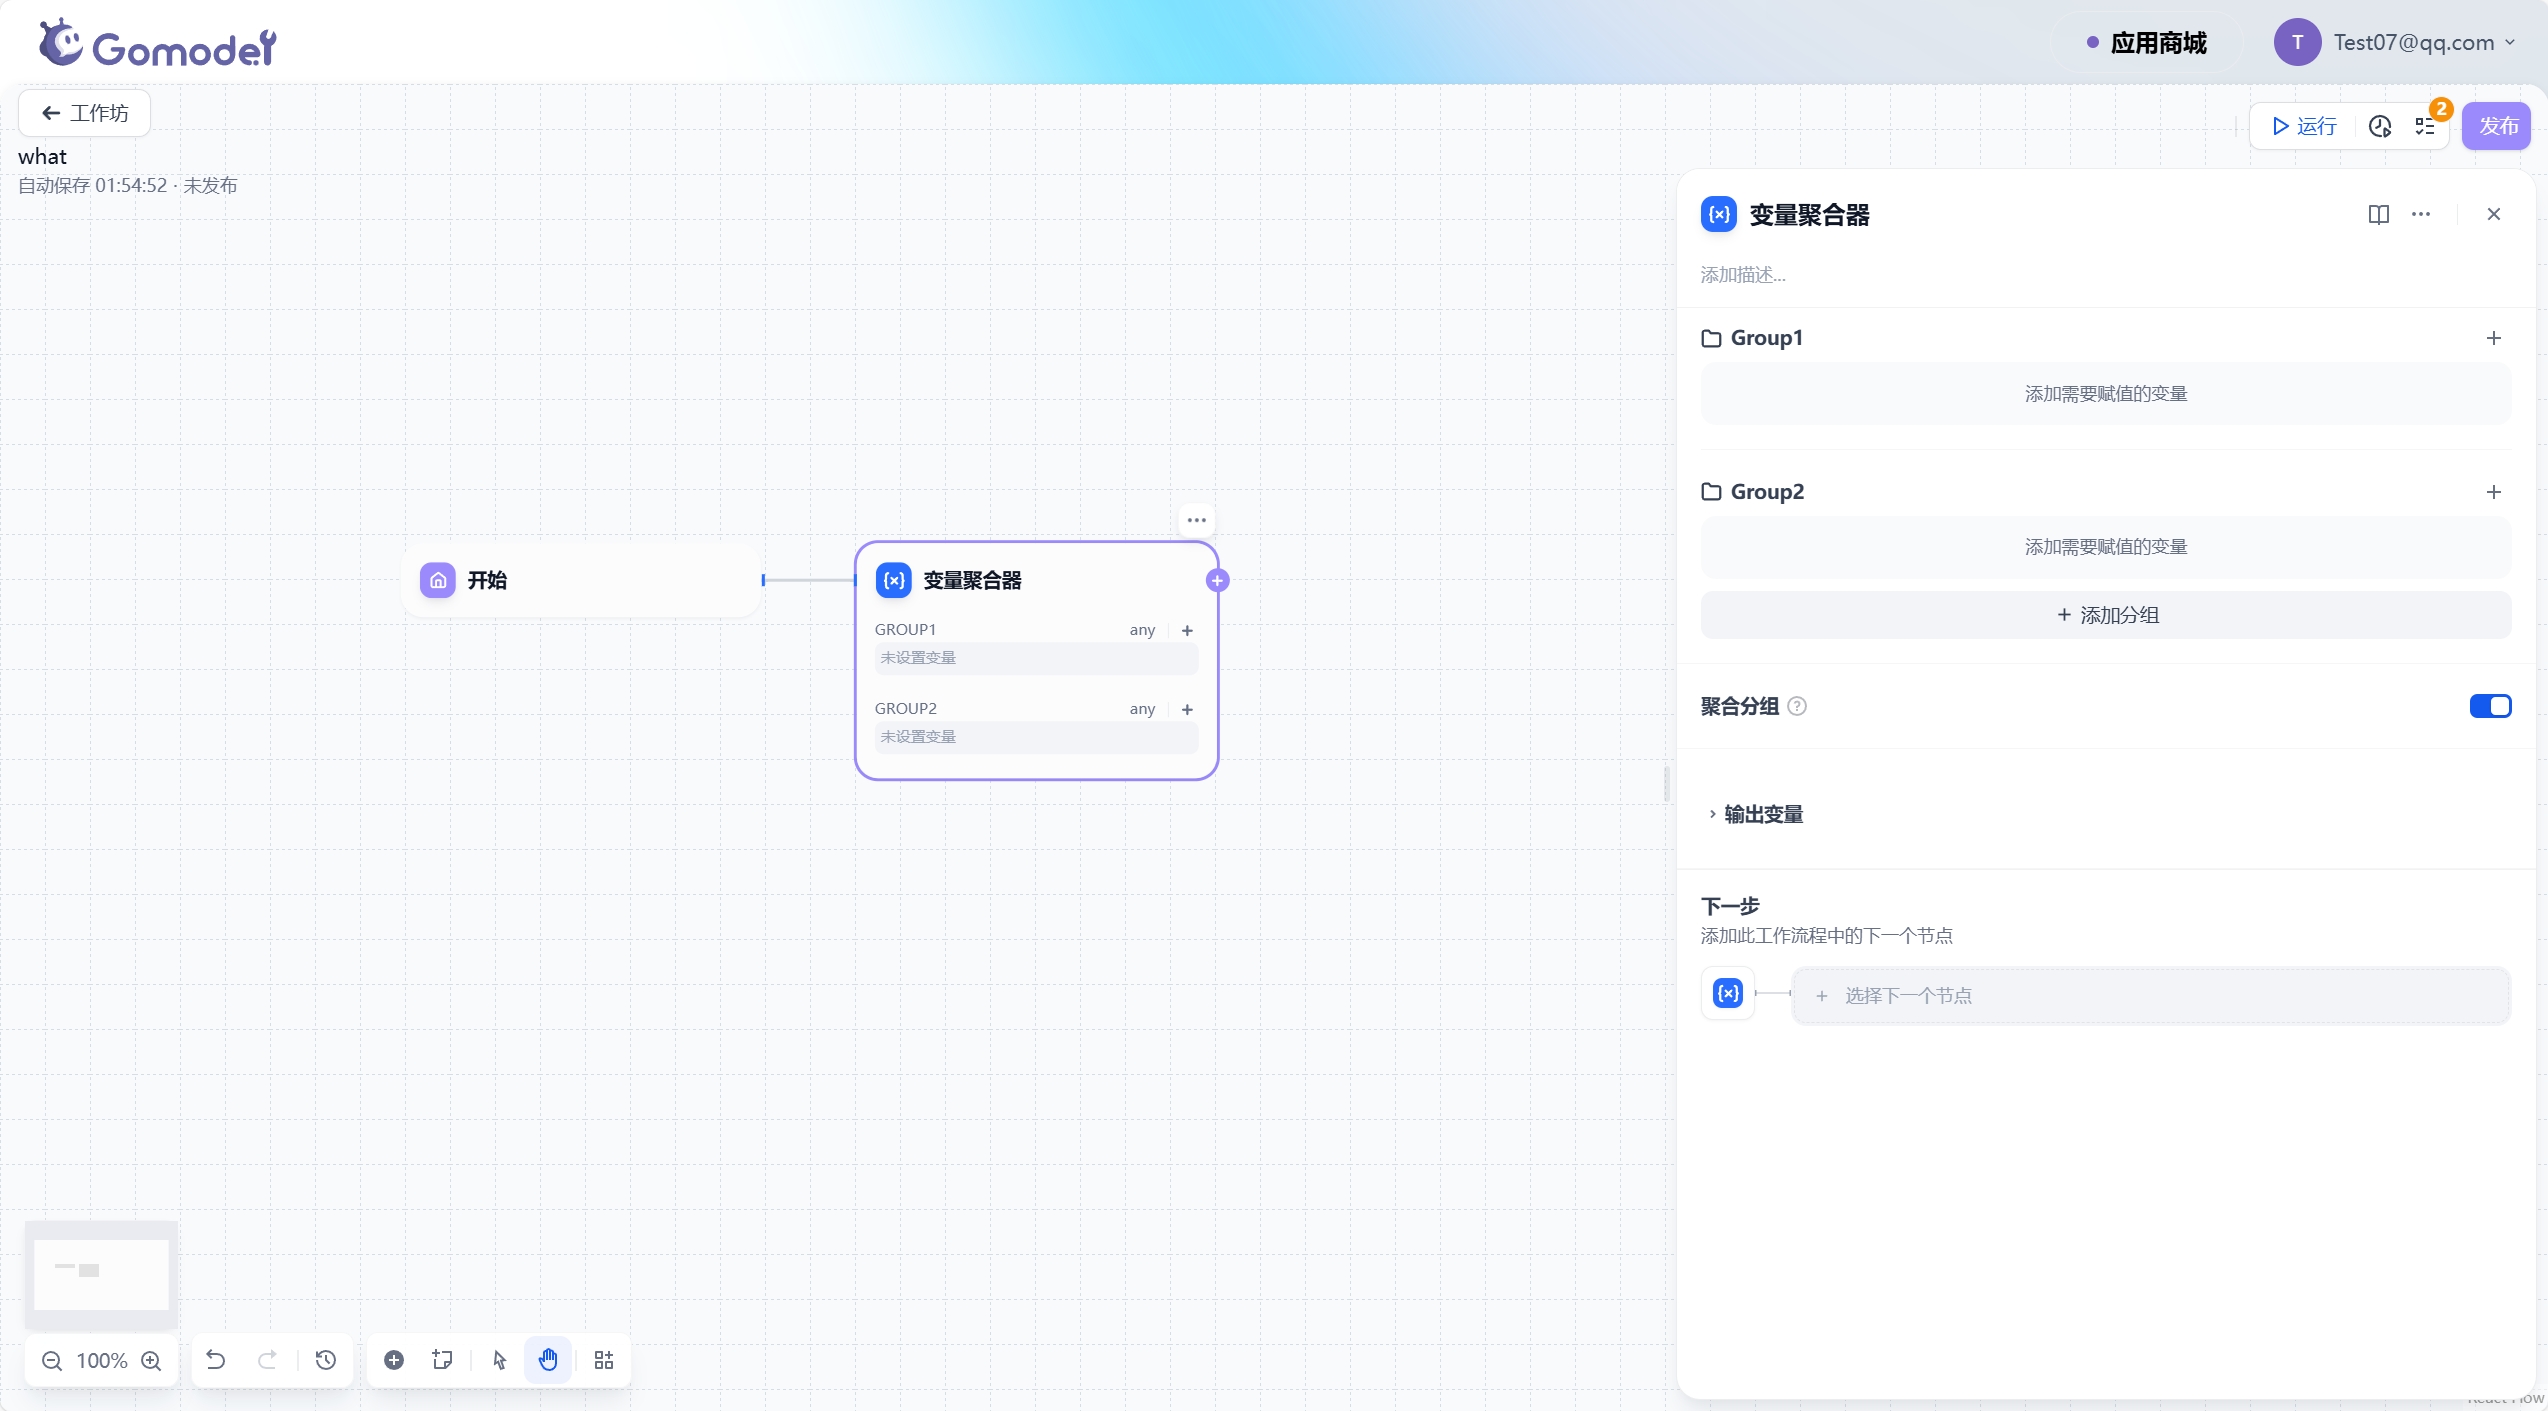 Gomodel
应用商城
T
Test07@qq.com
工作坊
what
自动保存 01:54:52 · 未发布
运行
2
发布
变量聚合器
添加描述...
Group1
添加需要赋值的变量
Group2
添加需要赋值的变量
添加分组
聚合分组
输出变量
下一步
添加此工作流程中的下一个节点
选择下一个节点
开始
变量聚合器
GROUP1 any
未设置变量
GROUP2 any
未设置变量
100%